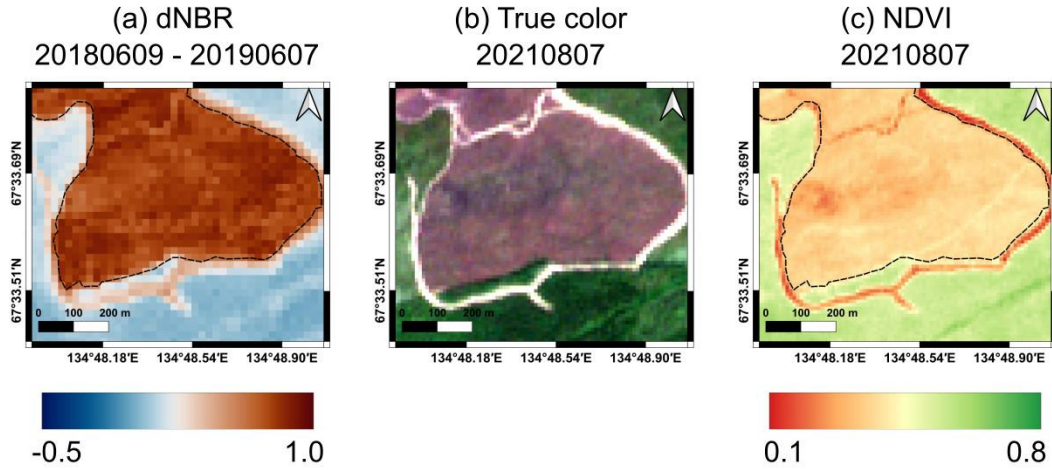 (a) dNBR
20180609 - 20190607
(b) True color
20210807
(c) NDVI
20210807
67°33.69'N
67°33.51'N
0 100 200 m
134°48.18'E 134°48.54'E 134°48.90'E
67°33.69'N
67°33.51'N
0 100 200 m
134°48.18'E 134°48.54'E 134°48.90'E
67°33.69'N
67°33.51'N
0 100 200 m
134°48.18'E 134°48.54'E 134°48.90'E
-0.5 1.0
0.1 0.8